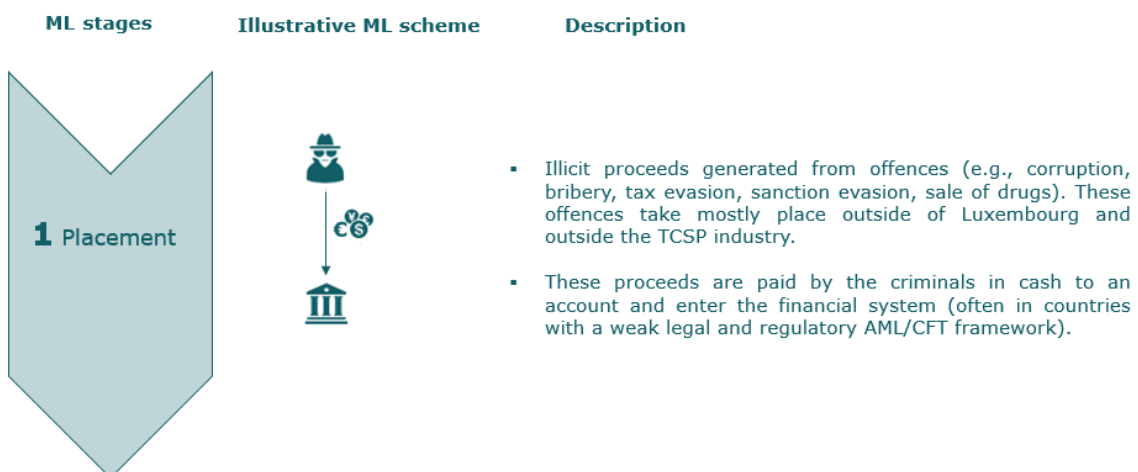 ML stages
Illustrative ML scheme
Description
1 Placement
▪ Illicit proceeds generated from offences (e.g., corruption,
bribery, tax evasion, sanction evasion, sale of drugs). These
offences take mostly place outside of Luxembourg and
outside the TCSP industry.
▪ These proceeds are paid by the criminals in cash to an
account and enter the financial system (often in countries
with a weak legal and regulatory AML/CFT framework).